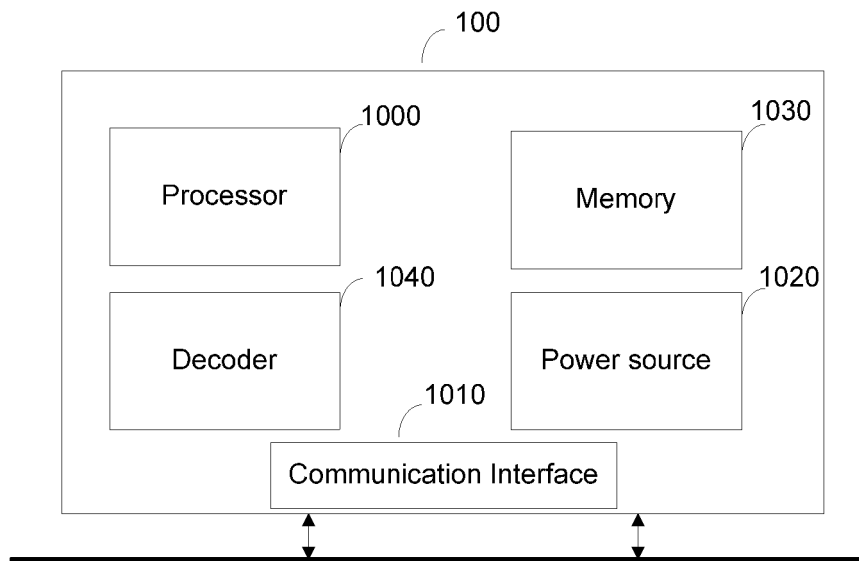 100
1000
Processor
1030
Memory
1040
Decoder
1020
Power source
1010
Communication Interface